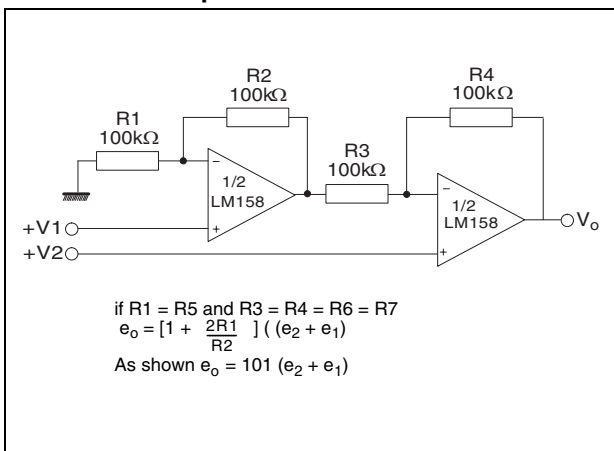 R1
100kΩ
R2
100kΩ
R3
100kΩ
R4
100kΩ
1/2
LM158
1/2
LM158
+V1
+V2
Vo
if R1 = R5 and R3 = R4 = R6 = R7
eo = [1 + 2R1/R2 ] ( (e2 + e1)
As shown eo = 101 (e2 + e1)